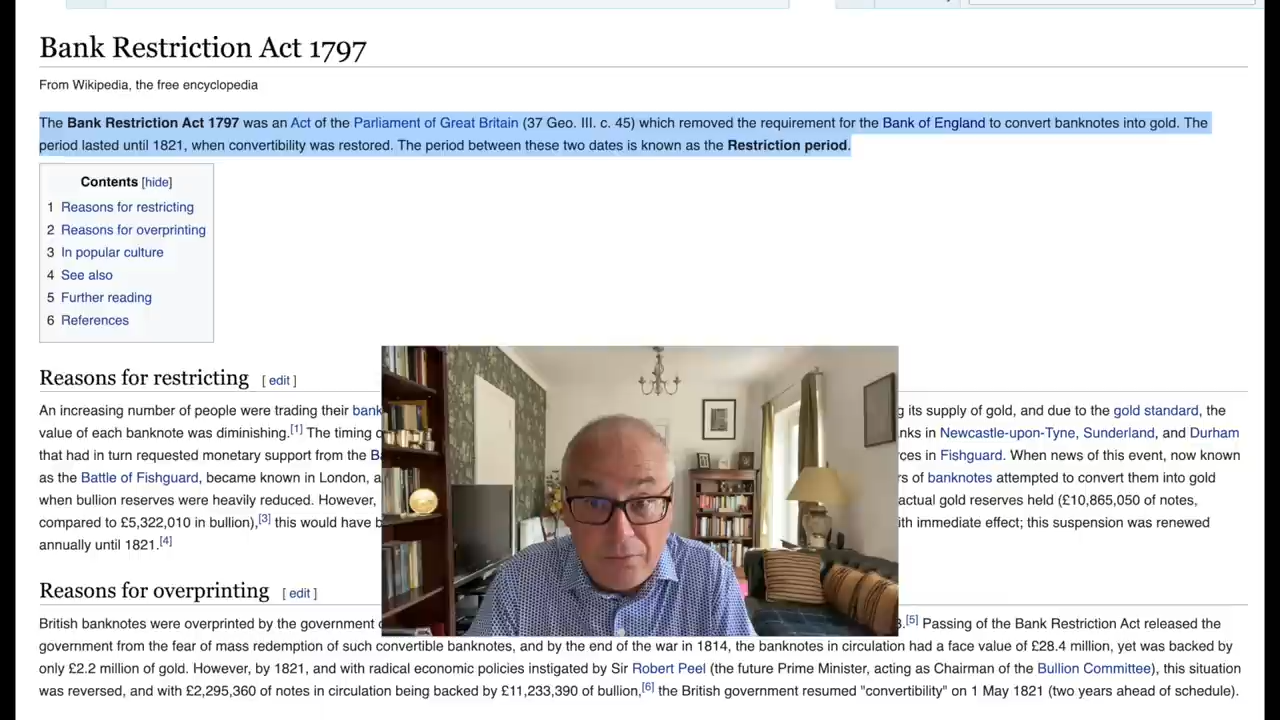 Bank Restriction Act 1797
From Wikipedia, the free encyclopedia
The Bank Restriction Act 1797 was an Act of the Parliament of Great Britain (37 Geo. III. c. 45) which removed the requirement for the Bank of England to convert banknotes into gold. The
period lasted until 1821, when convertibility was restored. The period between these two dates is known as the Restriction period.
Contents [hide]
1 Reasons for restricting
2 Reasons for overprinting
3 In popular culture
4 See also
5 Further reading
6 References
Reasons for restricting [ edit ]
An increasing number of people were trading their bank g its supply of gold, and due to the gold standard, the
value of each banknote was diminishing.[1] The timing nks in Newcastle-upon-Tyne, Sunderland, and Durham
that had in turn requested monetary support from the B ces in Fishguard. When news of this event, now known
as the Battle of Fishguard, became known in London, a rs of banknotes attempted to convert them into gold
when bullion reserves were heavily reduced. However, actual gold reserves held (£10,865,050 of notes,
compared to £5,322,010 in bullion),[3] this would have b ith immediate effect; this suspension was renewed
annually until 1821.[4]
Reasons for overprinting [ edit ]
British banknotes were overprinted by the government 8.[5] Passing of the Bank Restriction Act released the
government from the fear of mass redemption of such convertible banknotes, and by the end of the war in 1814, the banknotes in circulation had a face value of £28.4 million, yet was backed by
only £2.2 million of gold. However, by 1821, and with radical economic policies instigated by Sir Robert Peel (the future Prime Minister, acting as Chairman of the Bullion Committee), this situation
was reversed, and with £2,295,360 of notes in circulation being backed by £11,233,390 of bullion,[6] the British government resumed "convertibility" on 1 May 1821 (two years ahead of schedule).